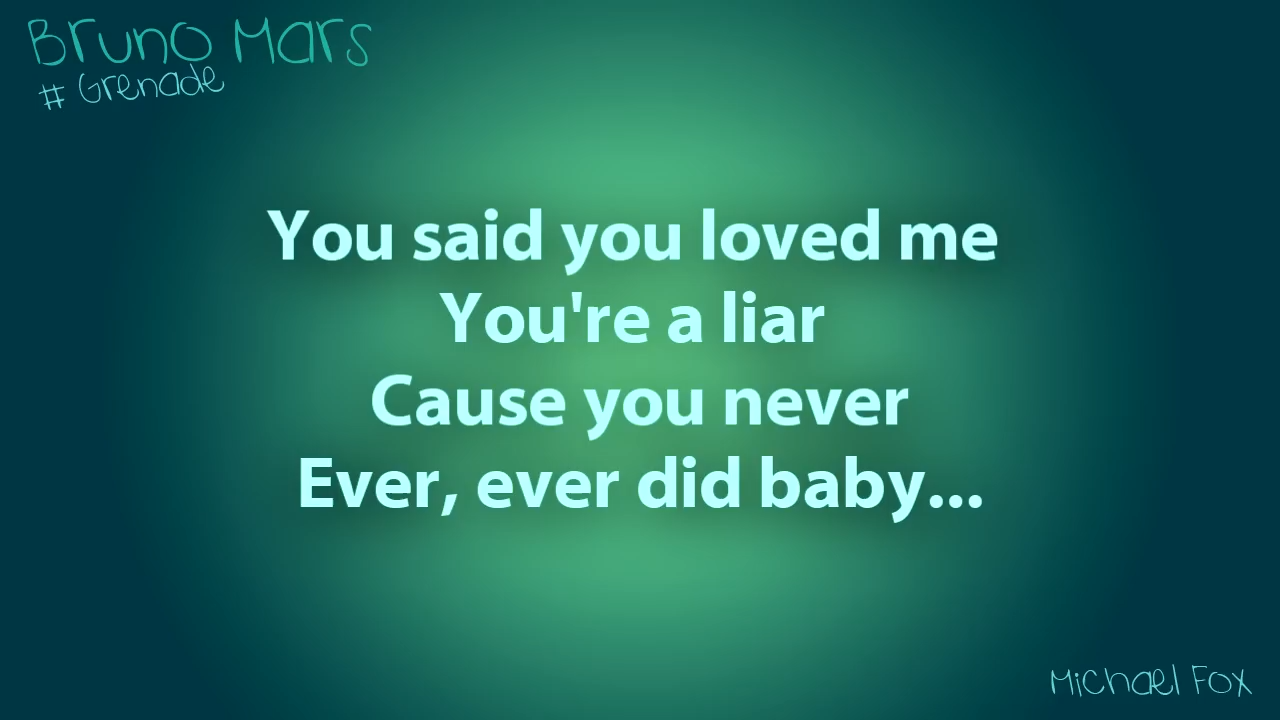 Bruno Mars
# Grenade
You said you loved me
You're a liar
Cause you never
Ever, ever did baby...
Michael Fox